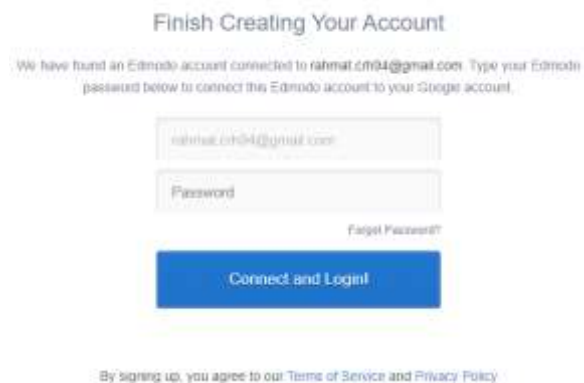 Finish Creating Your Account
We have found an Edmodo account connected to rahmat.crh94@gmail.com. Type your Edmodo
password below to connect this Edmodo account to your Google account.
rahmat.crh94@gmail.com
Password
Forgot Password?
Connect and Login!
By signing up, you agree to our Terms of Service and Privacy Policy